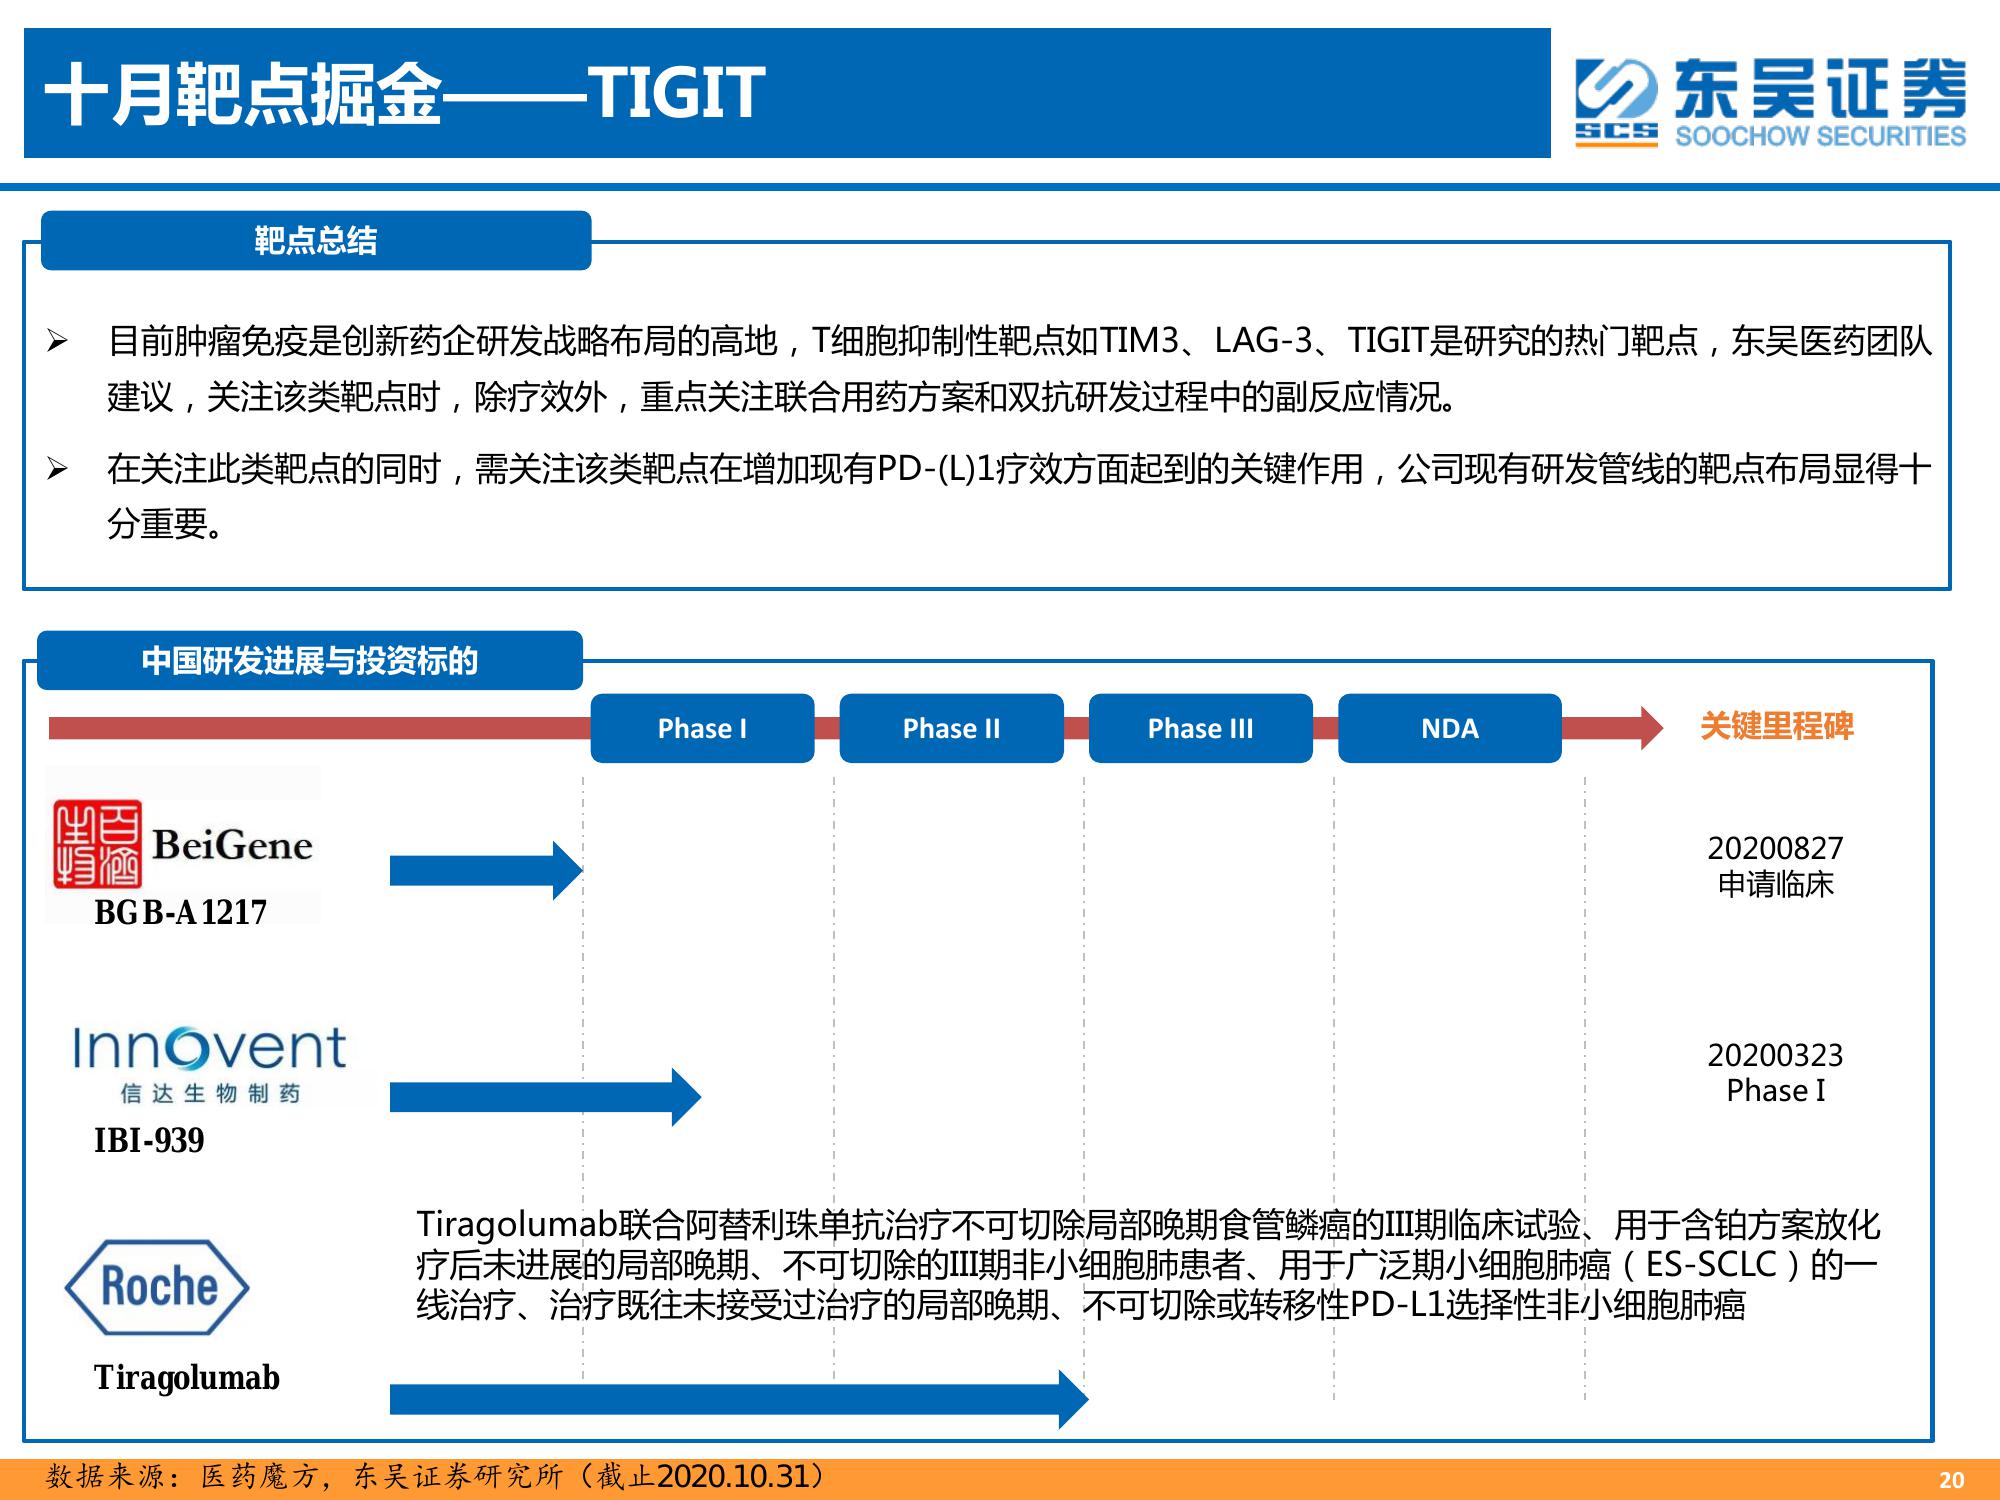 十月靶点掘金——TIGIT
SCS
东吴证券
SOOCHOW SECURITIES
靶点总结
➢ 目前肿瘤免疫是创新药企研发战略布局的高地，T细胞抑制性靶点如TIM3、LAG-3、TIGIT是研究的热门靶点，东吴医药团队
建议，关注该类靶点时，除疗效外，重点关注联合用药方案和双抗研发过程中的副反应情况。
➢ 在关注此类靶点的同时，需关注该类靶点在增加现有PD-(L)1疗效方面起到的关键作用，公司现有研发管线的靶点布局显得十
分重要。
中国研发进展与投资标的
Phase I
Phase II
Phase III
NDA
关键里程碑
百济生物
BeiGene
BGB-A1217
20200827
申请临床
Innovent
信达生物制药
IBI-939
20200323
Phase I
Roche
Tiragolumab
Tiragolumab联合阿替利珠单抗治疗不可切除局部晚期食管鳞癌的III期临床试验、用于含铂方案放化
疗后未进展的局部晚期、不可切除的III期非小细胞肺患者、用于广泛期小细胞肺癌（ES-SCLC）的一
线治疗、治疗既往未接受过治疗的局部晚期、不可切除或转移性PD-L1选择性非小细胞肺癌
数据来源：医药魔方，东吴证券研究所（截止2020.10.31）
20